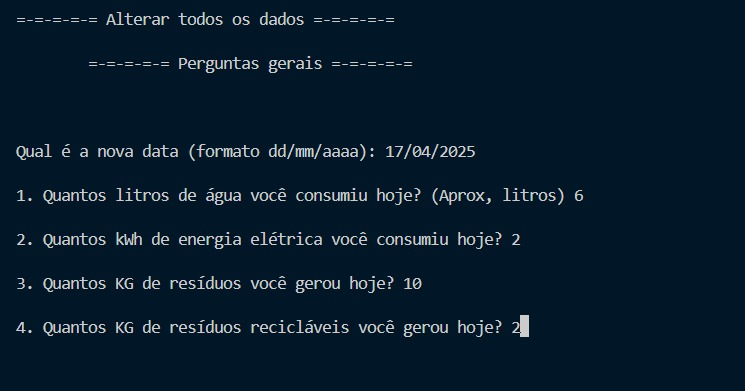 =-=-=-=-= Alterar todos os dados =-=-=-=-=
=-=-=-=-= Perguntas gerais =-=-=-=-=
Qual é a nova data (formato dd/mm/aaaa): 17/04/2025
1. Quantos litros de água você consumiu hoje? (Aprox, litros) 6
2. Quantos kWh de energia elétrica você consumiu hoje? 2
3. Quantos KG de resíduos você gerou hoje? 10
4. Quantos KG de resíduos recicláveis você gerou hoje? 2